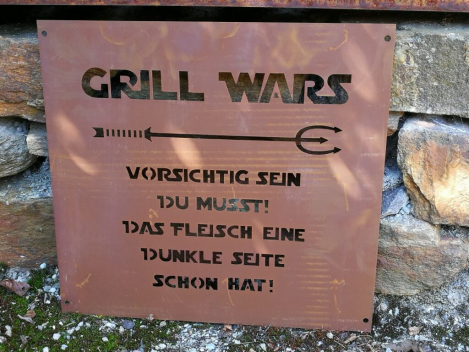 GRILL WARS
VORSICHTIG SEIN
DU MUSST!
DAS FLEISCH EINE
DUNKLE SEITE
SCHON HAT!